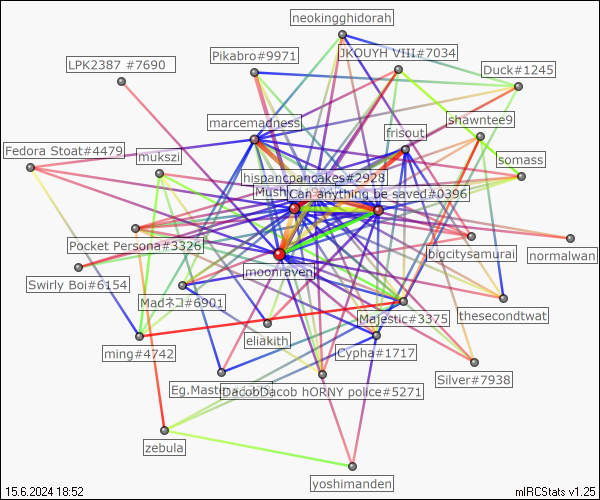 neokingghidorah
JKOUYH VIII#7034
Pikabro#9971
LPK2387 #7690
Duck#1245
marcemadness
shawntee9
frisout
Fedora Stoat#4479
mukszi
somass
hispancpancakes#2928
Mush
Can anything be saved#0396
Pocket Persona#3326
bigcitysamurai
normalwan
moonraven
Swirly Boi#6154
Madネコ#6901
thesecondtwat
Majestic#3375
eliakith
ming#4742
Cypha#1717
Silver#7938
Eg.Mast
DacobDacob hORNY police#5271
zebula
yoshimanden
15.6.2024 18:52
mIRCStats v1.25